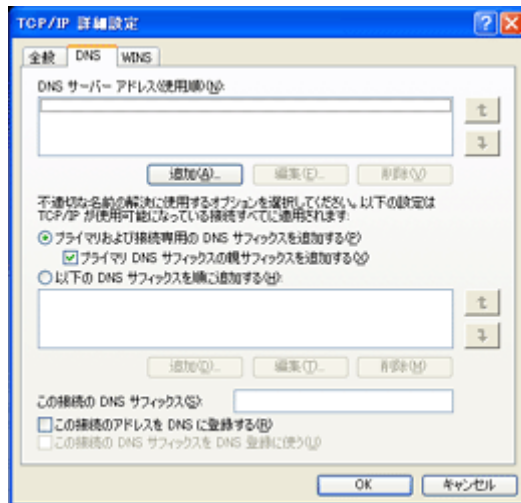 TCP/IP 詳細設定
全般 DNS WINS
DNS サーバー アドレス(使用順)(N):
追加(A)... 編集(E)... 削除(V)
不適切な名前の解決に使用するオプションを選択してください。以下の設定は
TCP/IP が使用可能になっている接続すべてに適用されます:
プライマリおよび接続専用の DNS サフィックスを追加する(P)
プライマリ DNS サフィックスの親サフィックスを追加する(X)
以下の DNS サフィックスを順に追加する(H):
追加(D)... 編集(T)... 削除(M)
この接続の DNS サフィックス(S):
この接続のアドレスを DNS に登録する(R)
この接続の DNS サフィックスを DNS 登録に使う(U)
OK キャンセル